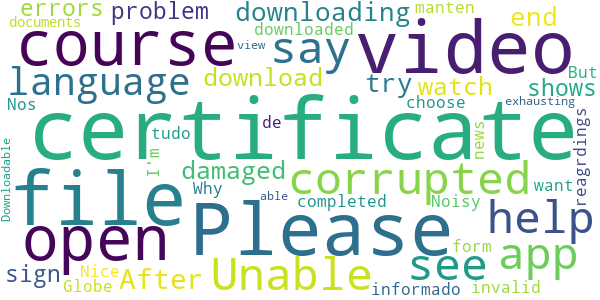 errors problem downloading manten end
documents downloaded
course say video
view But
language download try watch shows
Nos choose exhausting
certificate
tudo de news
I'm reagrdings
Downloadable damaged corrupted
file Why able want
Please completed Noisy help
open see app
form
sign Nice After Unable invalid
Globe informado